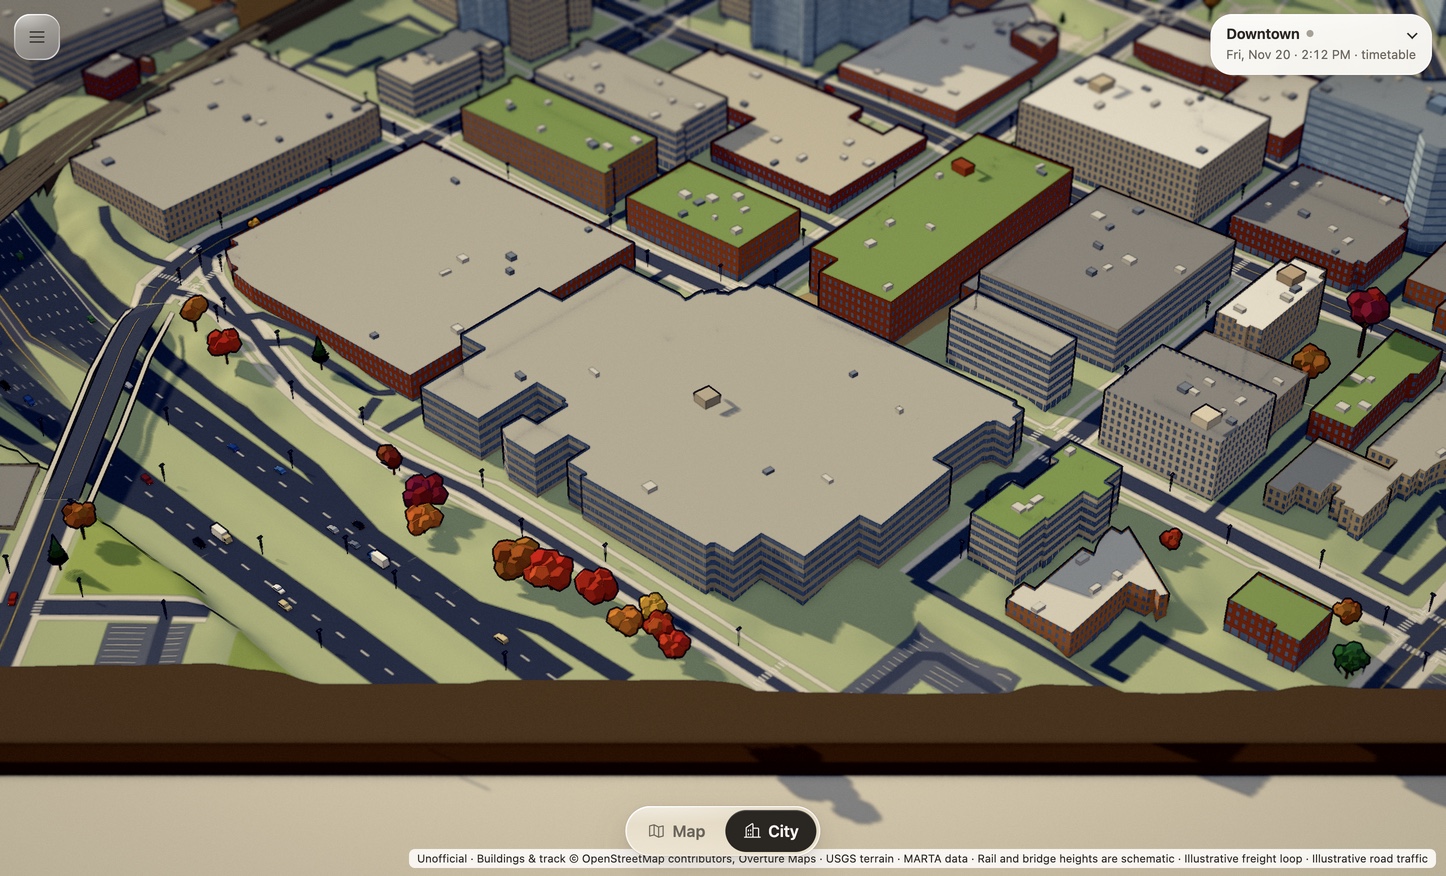 Downtown
Fri, Nov 20 · 2:12 PM · timetable
Map
City
Unofficial · Buildings & track © OpenStreetMap contributors, Overture Maps · USGS terrain · MARTA data · Rail and bridge heights are schematic · Illustrative freight loop · Illustrative road traffic